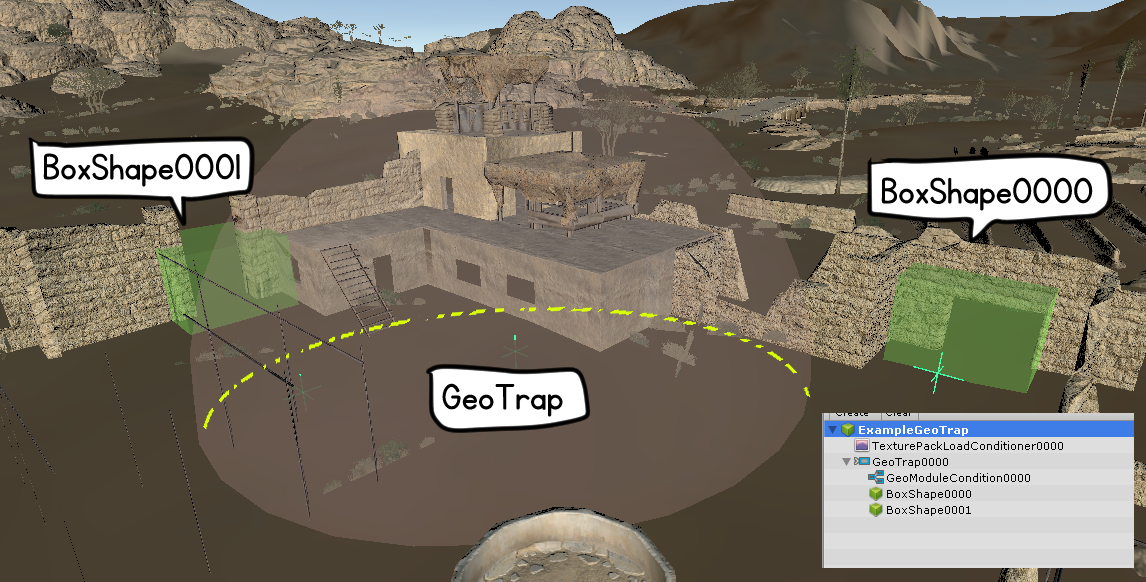 BoxShape0001
BoxShape0000
GeoTrap
Create Clear
ExampleGeoTrap
TexturePackLoadConditioner0000
GeoTrap0000
GeoModuleCondition0000
BoxShape0000
BoxShape0001